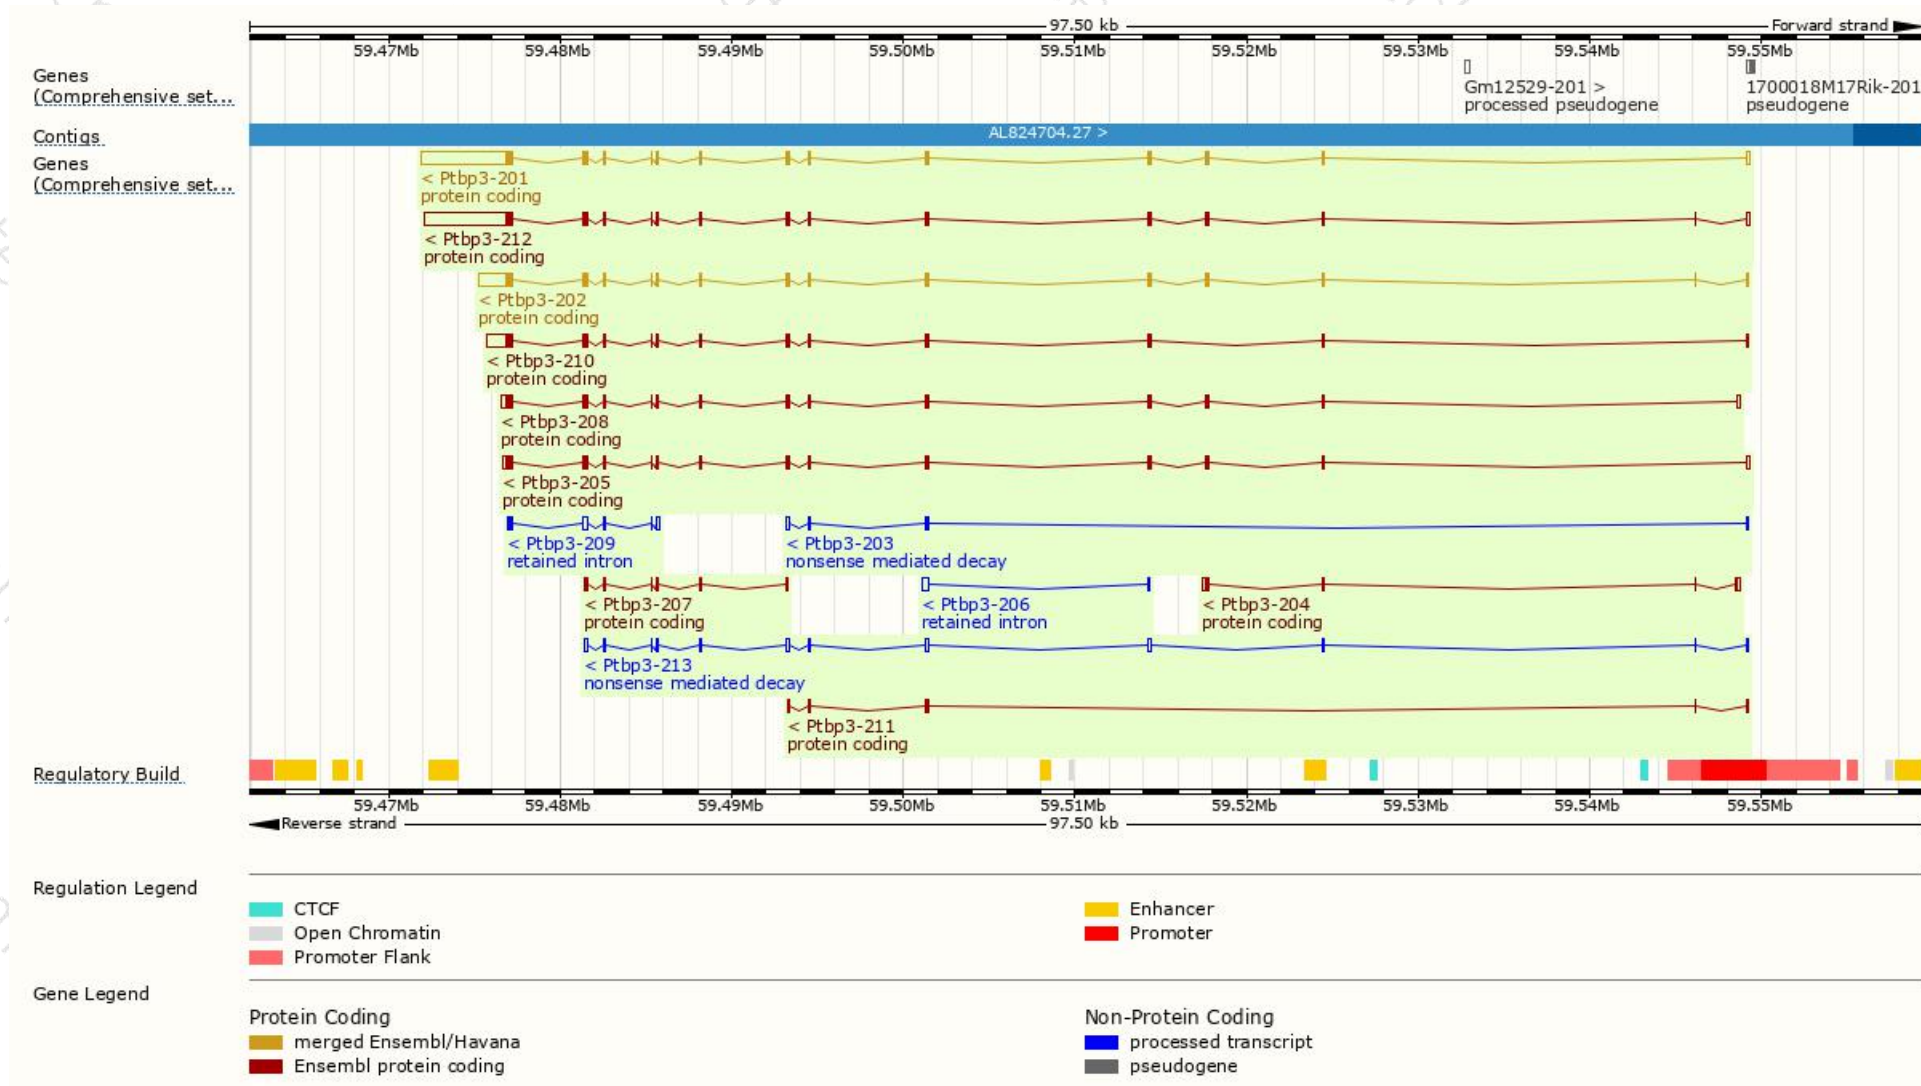 97.50 kb
Forward strand
59.47Mb 59.48Mb 59.49Mb 59.50Mb 59.51Mb 59.52Mb 59.53Mb 59.54Mb 59.55Mb
Genes
(Comprehensive set...
Gm12529-201 >
processed pseudogene
1700018M17Rik-201
pseudogene
Contigs
AL824704.27 >
Genes
(Comprehensive set...
< Ptbp3-201
protein coding
< Ptbp3-212
protein coding
< Ptbp3-202
protein coding
< Ptbp3-210
protein coding
< Ptbp3-208
protein coding
< Ptbp3-205
protein coding
< Ptbp3-209
retained intron
< Ptbp3-203
nonsense mediated decay
< Ptbp3-207
protein coding
< Ptbp3-206
retained intron
< Ptbp3-204
protein coding
< Ptbp3-213
nonsense mediated decay
< Ptbp3-211
protein coding
Regulatory Build
59.47Mb 59.48Mb 59.49Mb 59.50Mb 59.51Mb 59.52Mb 59.53Mb 59.54Mb 59.55Mb
Reverse strand
97.50 kb
Regulation Legend
CTCF
Open Chromatin
Promoter Flank
Enhancer
Promoter
Gene Legend
Protein Coding
merged Ensembl/Havana
Ensembl protein coding
Non-Protein Coding
processed transcript
pseudogene